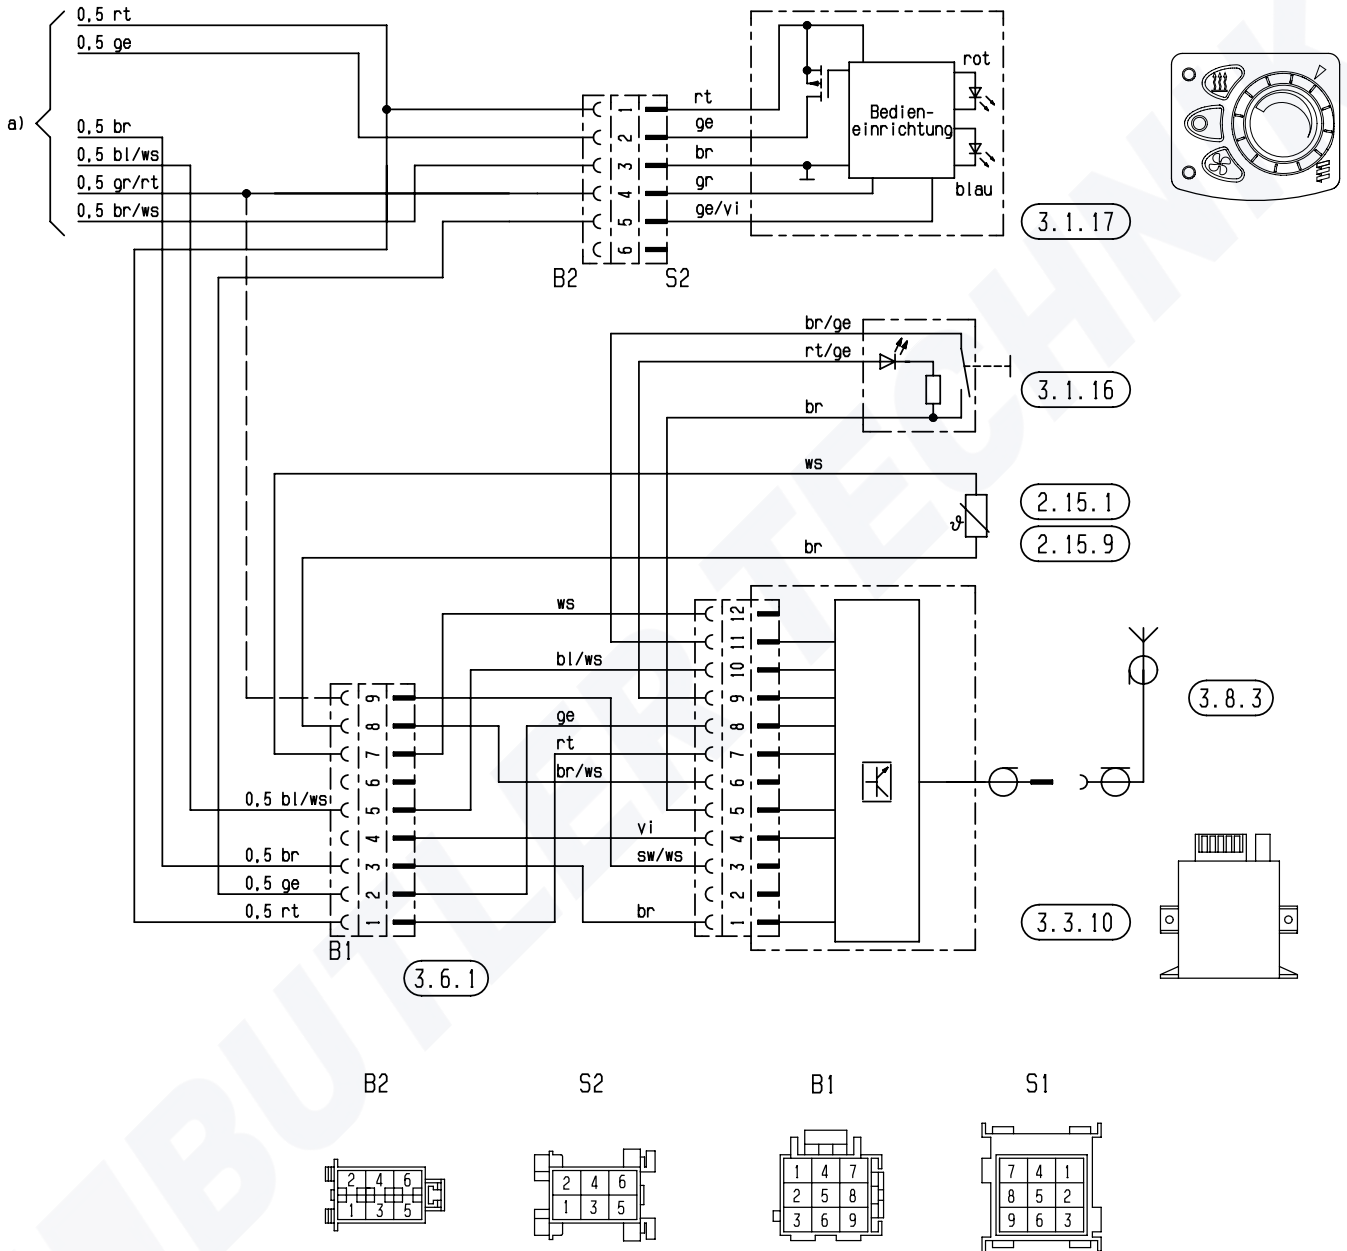 0,5 rt
0,5 ge
a)
0,5 br
0,5 bl/ws
0,5 gr/rt
0,5 br/ws
1
2
3
4
5
6
B2
S2
rt
ge
br
gr
ge/vi
Bedien-
einrichtung
rot
blau
3.1.17
br/ge
rt/ge
br
3.1.16
ws
br
ϑ
2.15.1
2.15.9
ws
bl/ws
ge
rt
br/ws
vi
sw/ws
br
12
11
10
9
8
7
6
5
4
3
2
1
3.8.3
3.3.10
9
8
7
6
5
4
3
2
1
0,5 bl/ws
0,5 br
0,5 ge
0,5 rt
B1
3.6.1
B2
S2
B1
S1
2 4 6
1 3 5
2 4 6
1 3 5
1 4 7
2 5 8
3 6 9
7 4 1
8 5 2
9 6 3
BUTLER TECHNIK